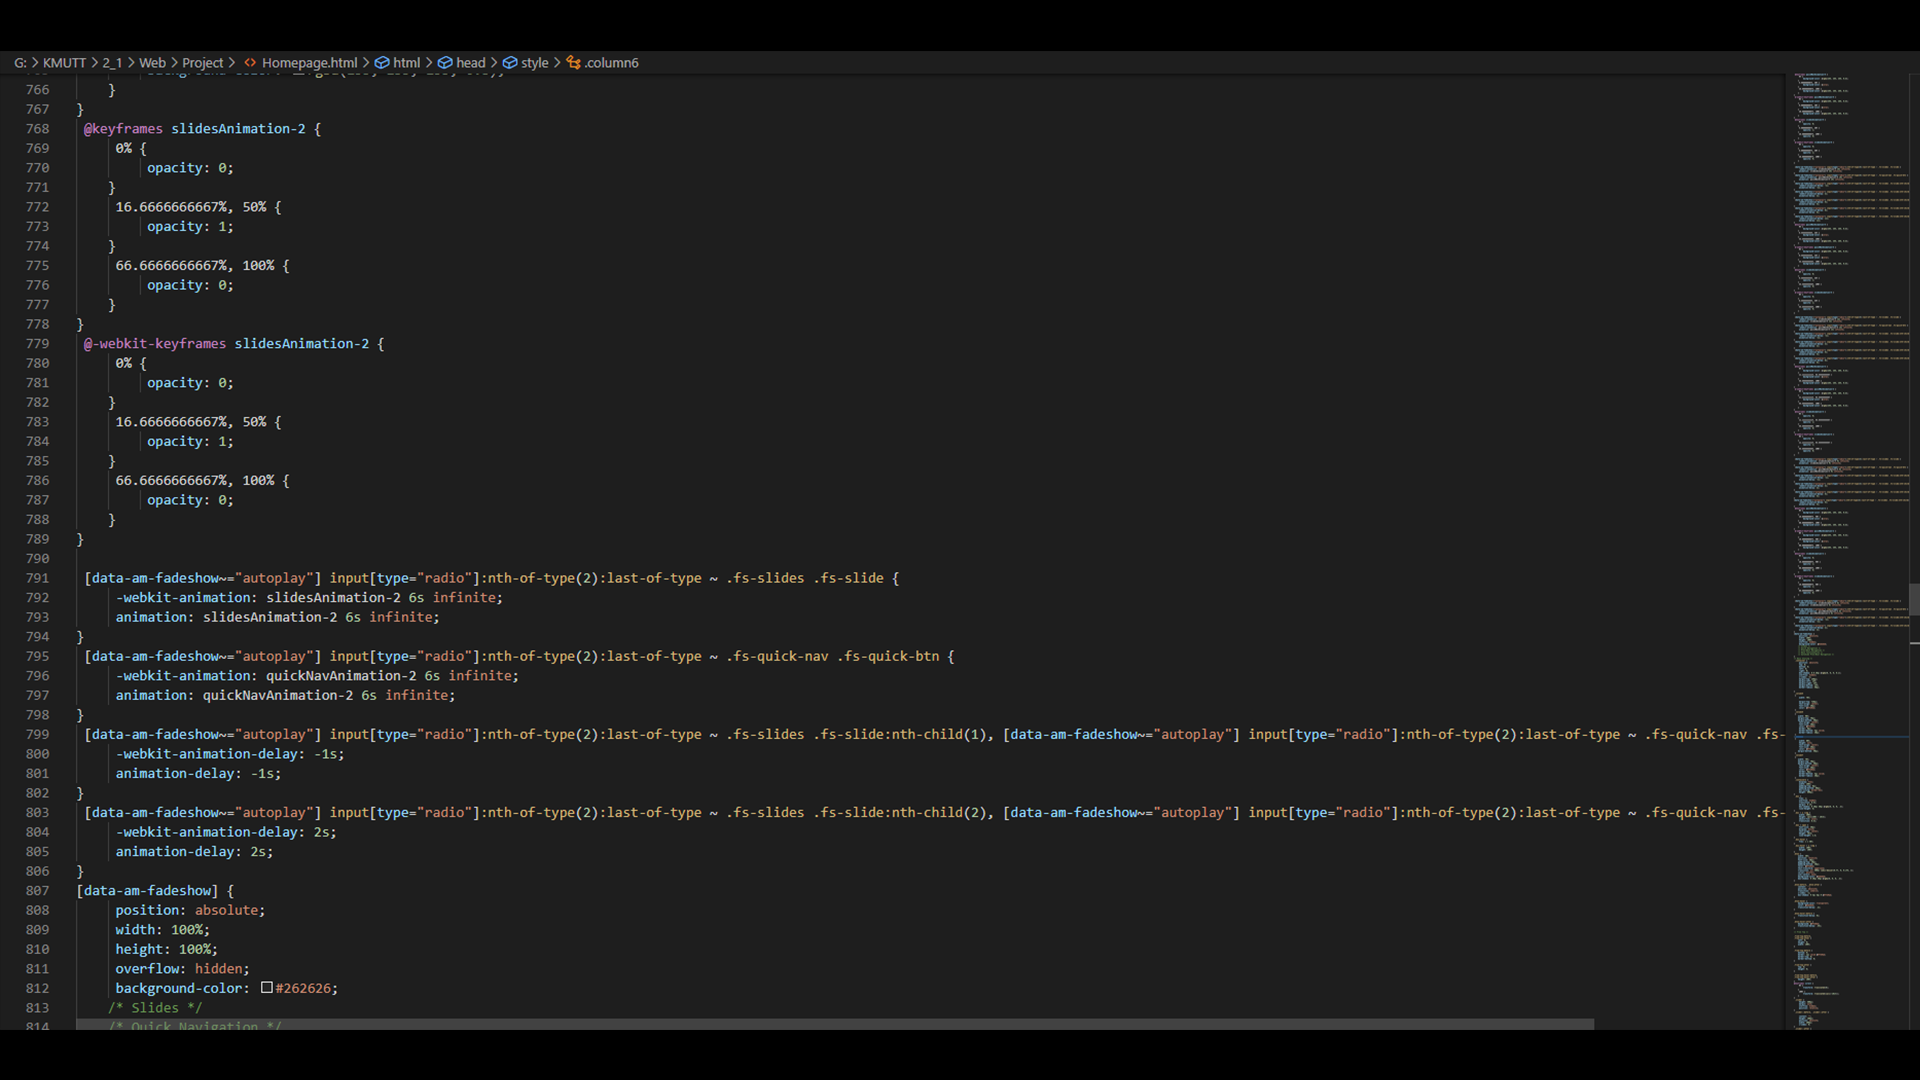 G: > KMUTT > 2_1 > Web > Project > <> Homepage.html > html > head > style > .column6
766 }
767 }
768 @keyframes slidesAnimation-2 {
769 0% {
770 opacity: 0;
771 }
772 16.6666666667%, 50% {
773 opacity: 1;
774 }
775 66.6666666667%, 100% {
776 opacity: 0;
777 }
778 }
779 @-webkit-keyframes slidesAnimation-2 {
780 0% {
781 opacity: 0;
782 }
783 16.6666666667%, 50% {
784 opacity: 1;
785 }
786 66.6666666667%, 100% {
787 opacity: 0;
788 }
789 }
790
791 [data-am-fadeshow~="autoplay"] input[type="radio"]:nth-of-type(2):last-of-type ~ .fs-slides .fs-slide {
792 -webkit-animation: slidesAnimation-2 6s infinite;
793 animation: slidesAnimation-2 6s infinite;
794 }
795 [data-am-fadeshow~="autoplay"] input[type="radio"]:nth-of-type(2):last-of-type ~ .fs-quick-nav .fs-quick-btn {
796 -webkit-animation: quickNavAnimation-2 6s infinite;
797 animation: quickNavAnimation-2 6s infinite;
798 }
799 [data-am-fadeshow~="autoplay"] input[type="radio"]:nth-of-type(2):last-of-type ~ .fs-slides .fs-slide:nth-child(1), [data-am-fadeshow~="autoplay"] input[type="radio"]:nth-of-type(2):last-of-type ~ .fs-quick-nav .fs-
800 -webkit-animation-delay: -1s;
801 animation-delay: -1s;
802 }
803 [data-am-fadeshow~="autoplay"] input[type="radio"]:nth-of-type(2):last-of-type ~ .fs-slides .fs-slide:nth-child(2), [data-am-fadeshow~="autoplay"] input[type="radio"]:nth-of-type(2):last-of-type ~ .fs-quick-nav .fs-
804 -webkit-animation-delay: 2s;
805 animation-delay: 2s;
806 }
807 [data-am-fadeshow] {
808 position: absolute;
809 width: 100%;
810 height: 100%;
811 overflow: hidden;
812 background-color: #262626;
813 /* Slides */
814 /* Quick Navigation */